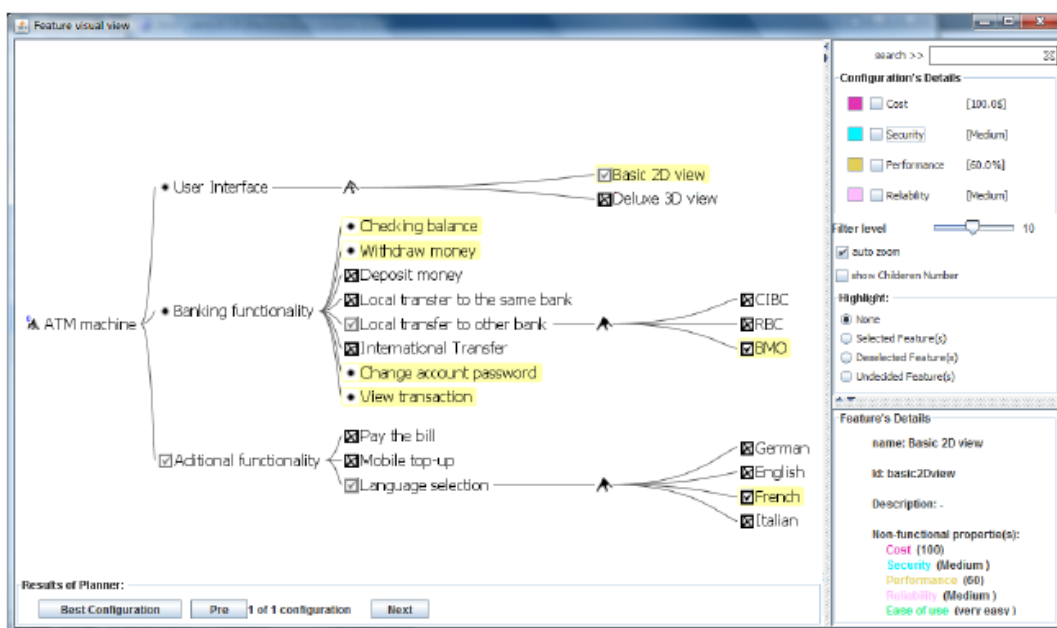 Feature visual view
User Interface
Basic 2D view
Deluxe 3D view
ATM machine
Banking functionality
Checking balance
Withdraw money
Deposit money
Local transfer to the same bank
Local transfer to other bank
International Transfer
Change account password
View transaction
CIBC
RBC
BMO
Aditional functionality
Pay the bill
Mobile top-up
Language selection
German
English
French
Italian
Results of Planner:
Best Configuration Pre 1 of 1 configuration Next
search >>
Configuration's Details
Cost [100.0$]
Security [Medium]
Performance [60.0%]
Reliability [Medium]
Filter level 10
auto zoom
show Childeren Number
Highlight:
None
Selected Feature(s)
Deselected Feature(s)
Undecided Feature(s)
Feature's Details
name: Basic 2D view
Id: basic2Dview
Description: -
Non-functional propertie(s):
Cost (100)
Security (Medium )
Performance (60)
Reliability (Medium )
Ease of use (very easy )